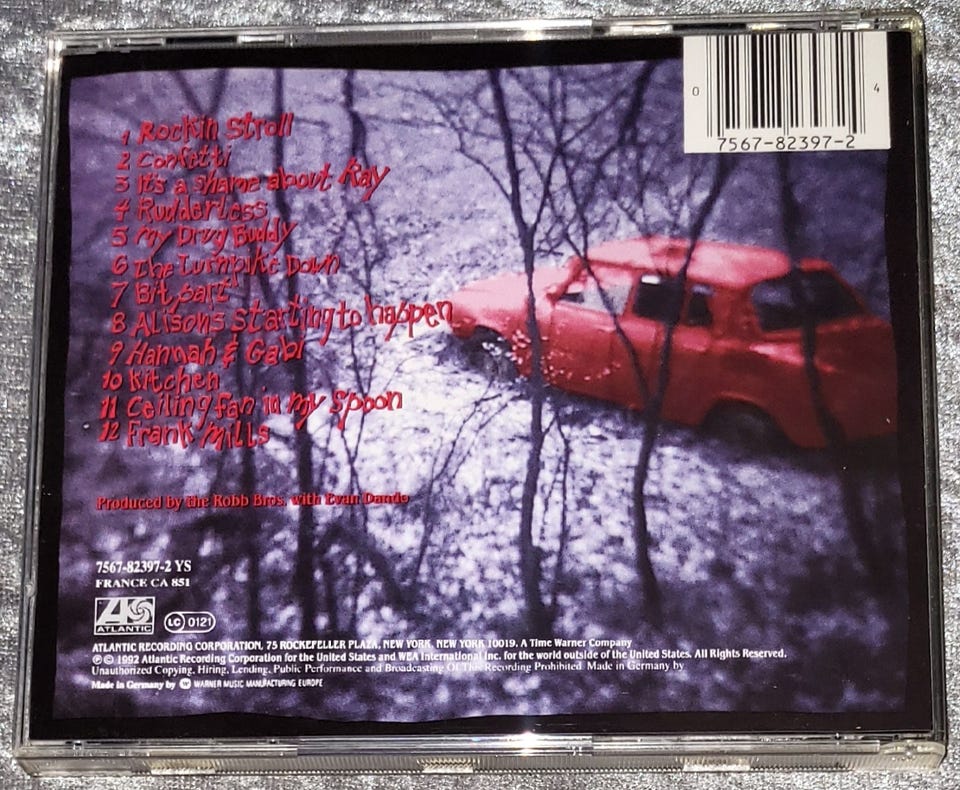 0 4
7567-82397-2
1 Rockin Stroll
2 Confetti
3 It's a shame about Ray
4 Rudderless
5 my Drug Buddy
6 The Turnpike Down
7 Bit part
8 Alison's starting to happen
9 Hannah & Gabi
10 Kitchen
11 Ceiling fan in my spoon
12 Frank Mills
Produced by the Robb Bros. with Evan Dando
7567-82397-2 YS
FRANCE CA 851
ATLANTIC
LC 0121
ATLANTIC RECORDING CORPORATION, 75 ROCKEFELLER PLAZA, NEW YORK, NEW YORK 10019. A Time Warner Company
℗ © 1992 Atlantic Recording Corporation for the United States and WEA International Inc. for the world outside of the United States. All Rights Reserved.
Unauthorized Copying, Hiring, Lending, Public Performance and Broadcasting Of This Recording Prohibited. Made in Germany by
Made in Germany by W WARNER MUSIC MANUFACTURING EUROPE